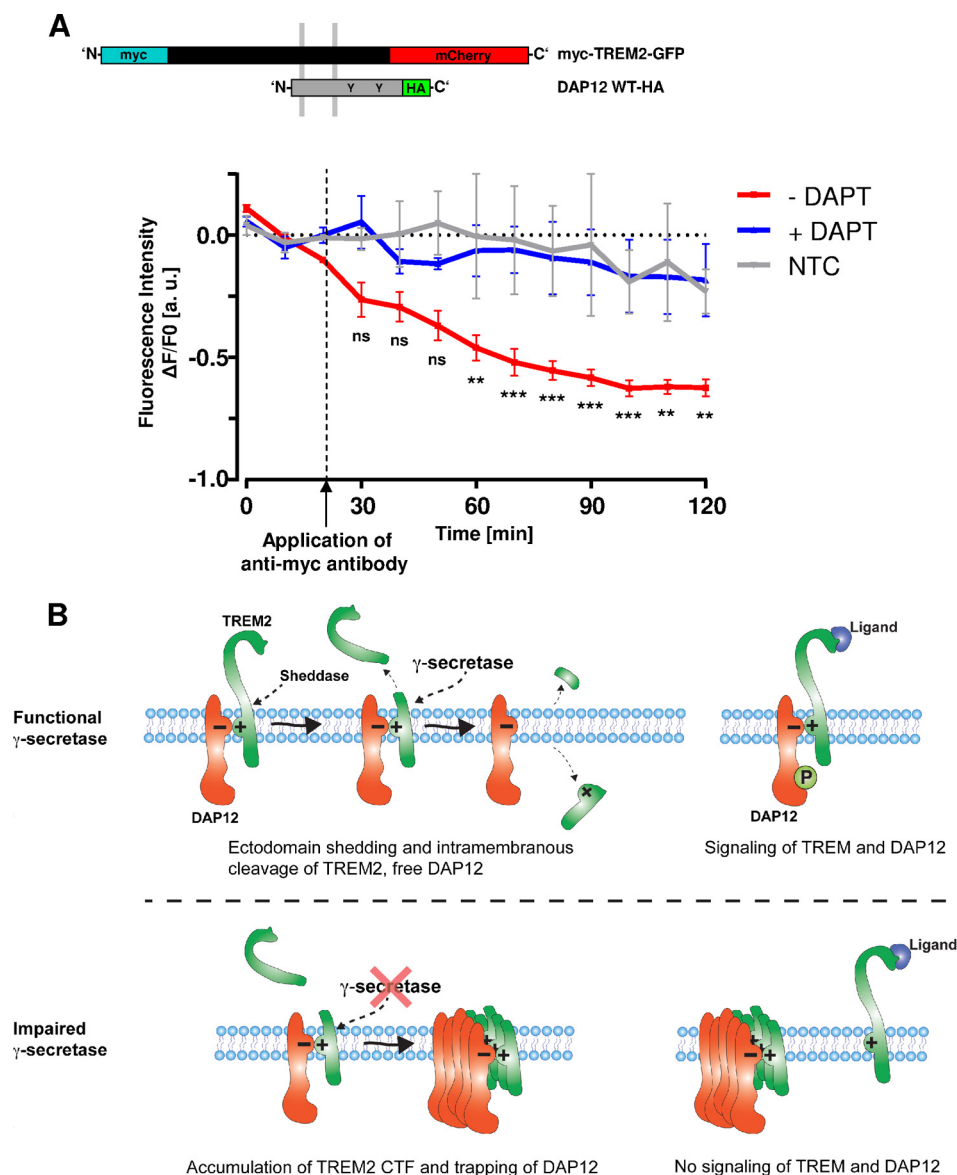 A
'N- myc mCherry -C' myc-TREM2-GFP
'N- Y Y HA -C' DAP12 WT-HA
Fluorescence Intensity
ΔF/F0 [a. u.]
0.0
-0.5
-1.0
- DAPT
+ DAPT
NTC
ns ns ns ** *** *** *** *** ** **
0 30 60 90 120
Time [min]
Application of
anti-myc antibody
B
TREM2
Sheddase
γ-secretase
Ligand
Functional
γ-secretase
- + - + - - +
P
DAP12
DAP12
Ectodomain shedding and intramembranous
cleavage of TREM2, free DAP12
Signaling of TREM and DAP12
γ-secretase
Ligand
Impaired
γ-secretase
- + - + + + - + + + +
Accumulation of TREM2 CTF and trapping of DAP12
No signaling of TREM and DAP12